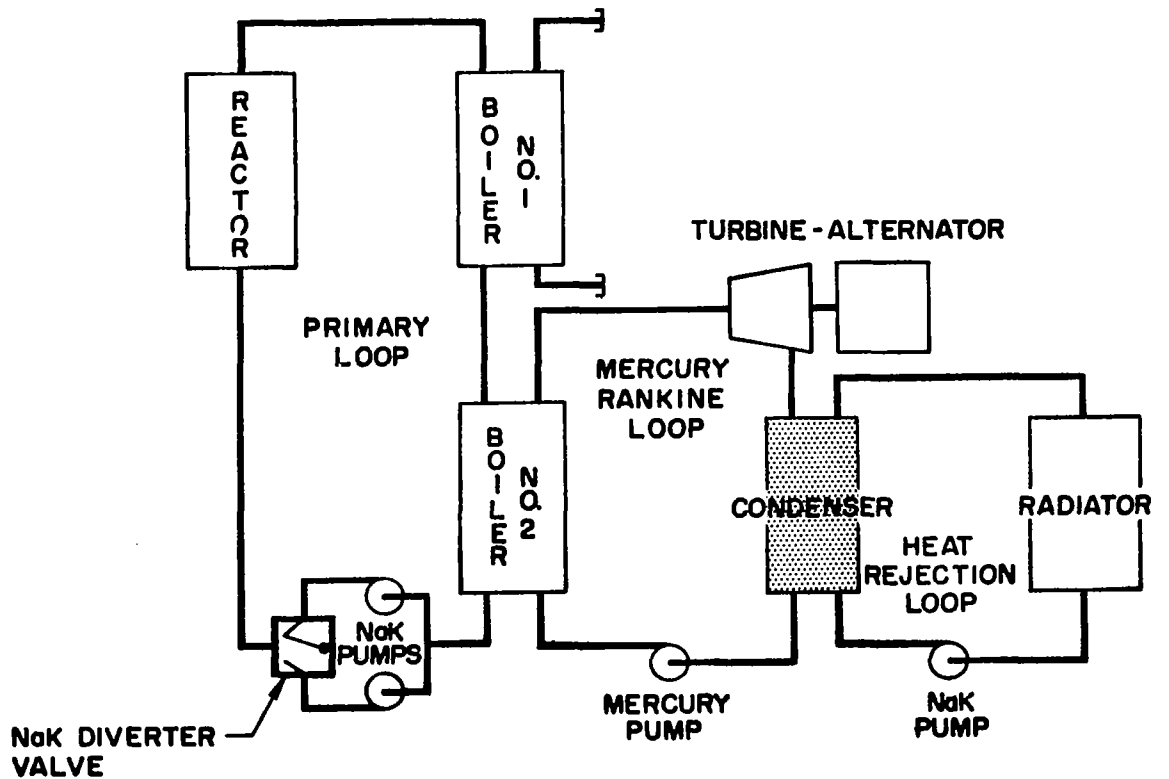 REACTOR
BOILER
NO. 1
TURBINE - ALTERNATOR
PRIMARY
LOOP
MERCURY
RANKINE
LOOP
BOILER
NO. 2
CONDENSER
RADIATOR
HEAT
REJECTION
LOOP
NaK
PUMPS
MERCURY
PUMP
NaK
PUMP
NaK DIVERTER
VALVE